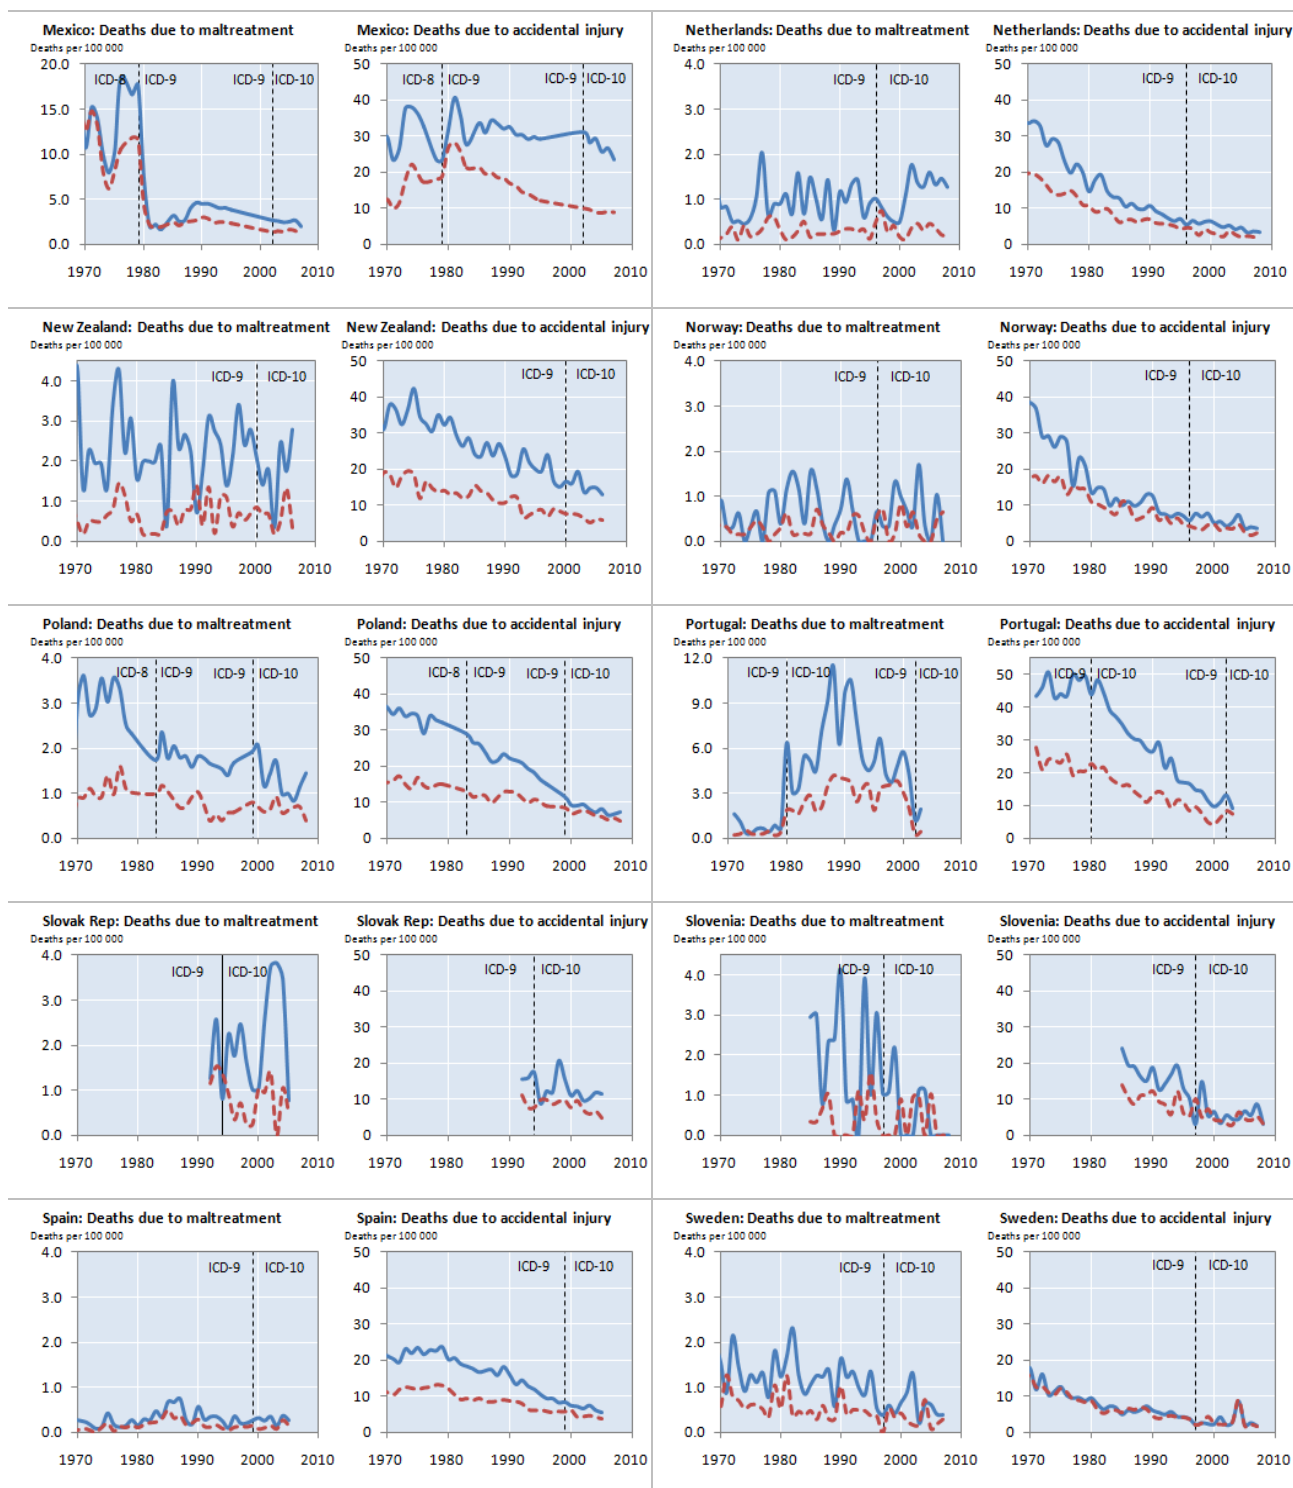 Mexico: Deaths due to maltreatment
Deaths per 100 000
20.0
15.0
10.0
5.0
0.0
ICD-8
ICD-9
ICD-9
ICD-10
1970 1980 1990 2000 2010
Mexico: Deaths due to accidental injury
Deaths per 100 000
50
40
30
20
10
0
ICD-8
ICD-9
ICD-9
ICD-10
1970 1980 1990 2000 2010
Netherlands: Deaths due to maltreatment
Deaths per 100 000
4.0
3.0
2.0
1.0
0.0
ICD-9
ICD-10
1970 1980 1990 2000 2010
Netherlands: Deaths due to accidental injury
Deaths per 100 000
50
40
30
20
10
0
ICD-9
ICD-10
1970 1980 1990 2000 2010
New Zealand: Deaths due to maltreatment
Deaths per 100 000
4.0
3.0
2.0
1.0
0.0
ICD-9
ICD-10
1970 1980 1990 2000 2010
New Zealand: Deaths due to accidental injury
Deaths per 100 000
50
40
30
20
10
0
ICD-9
ICD-10
1970 1980 1990 2000 2010
Norway: Deaths due to maltreatment
Deaths per 100 000
4.0
3.0
2.0
1.0
0.0
ICD-9
ICD-10
1970 1980 1990 2000 2010
Norway: Deaths due to accidental injury
Deaths per 100 000
50
40
30
20
10
0
ICD-9
ICD-10
1970 1980 1990 2000 2010
Poland: Deaths due to maltreatment
Deaths per 100 000
4.0
3.0
2.0
1.0
0.0
ICD-8
ICD-9
ICD-9
ICD-10
1970 1980 1990 2000 2010
Poland: Deaths due to accidental injury
Deaths per 100 000
50
40
30
20
10
0
ICD-8
ICD-9
ICD-9
ICD-10
1970 1980 1990 2000 2010
Portugal: Deaths due to maltreatment
Deaths per 100 000
12.0
9.0
6.0
3.0
0.0
ICD-9
ICD-10
ICD-9
ICD-10
1970 1980 1990 2000 2010
Portugal: Deaths due to accidental injury
Deaths per 100 000
50
40
30
20
10
0
ICD-9
ICD-10
ICD-9
ICD-10
1970 1980 1990 2000 2010
Slovak Rep: Deaths due to maltreatment
Deaths per 100 000
4.0
3.0
2.0
1.0
0.0
ICD-9
ICD-10
1970 1980 1990 2000 2010
Slovak Rep: Deaths due to accidental injury
Deaths per 100 000
50
40
30
20
10
0
ICD-9
ICD-10
1970 1980 1990 2000 2010
Slovenia: Deaths due to maltreatment
Deaths per 100 000
4.0
3.0
2.0
1.0
0.0
ICD-9
ICD-10
1970 1980 1990 2000 2010
Slovenia: Deaths due to accidental injury
Deaths per 100 000
50
40
30
20
10
0
ICD-9
ICD-10
1970 1980 1990 2000 2010
Spain: Deaths due to maltreatment
Deaths per 100 000
4.0
3.0
2.0
1.0
0.0
ICD-9
ICD-10
1970 1980 1990 2000 2010
Spain: Deaths due to accidental injury
Deaths per 100 000
50
40
30
20
10
0
ICD-9
ICD-10
1970 1980 1990 2000 2010
Sweden: Deaths due to maltreatment
Deaths per 100 000
4.0
3.0
2.0
1.0
0.0
ICD-9
ICD-10
1970 1980 1990 2000 2010
Sweden: Deaths due to accidental injury
Deaths per 100 000
50
40
30
20
10
0
ICD-9
ICD-10
1970 1980 1990 2000 2010